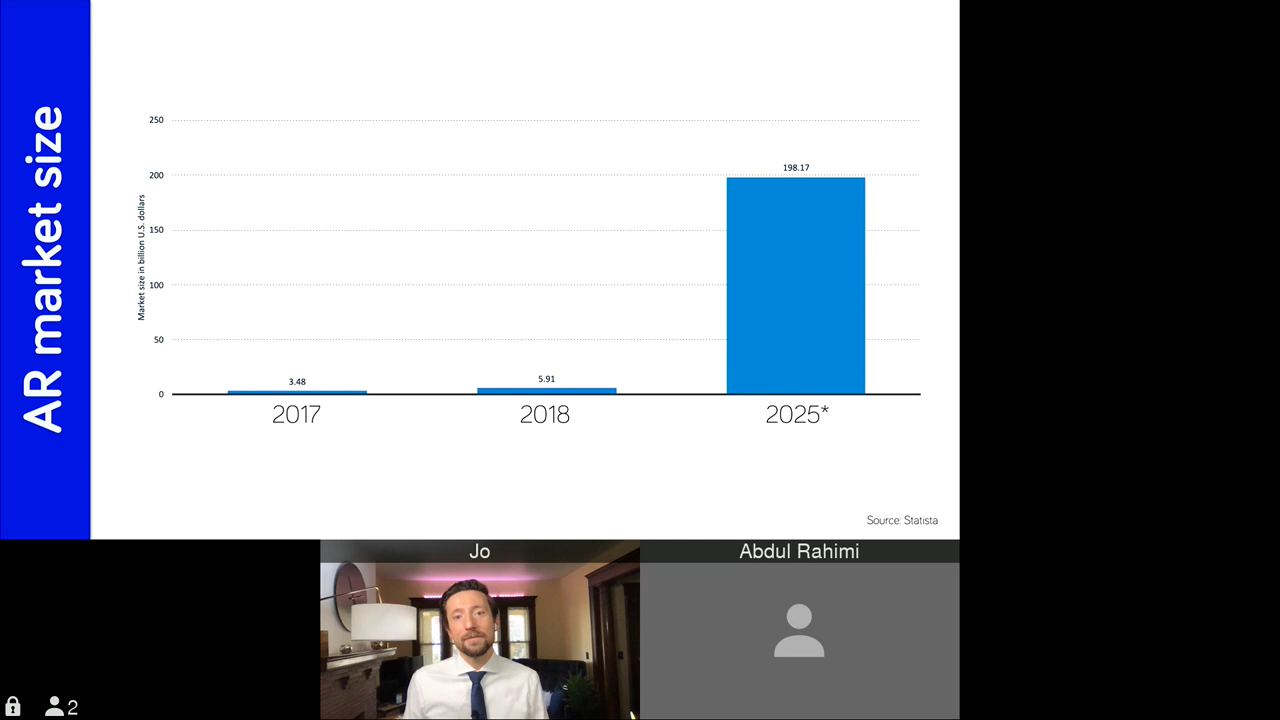 AR market size
Market size in billion U.S. dollars
250
200
150
100
50
0
3.48
5.91
198.17
2017
2018
2025*
Source: Statista
Jo
Abdul Rahimi
2